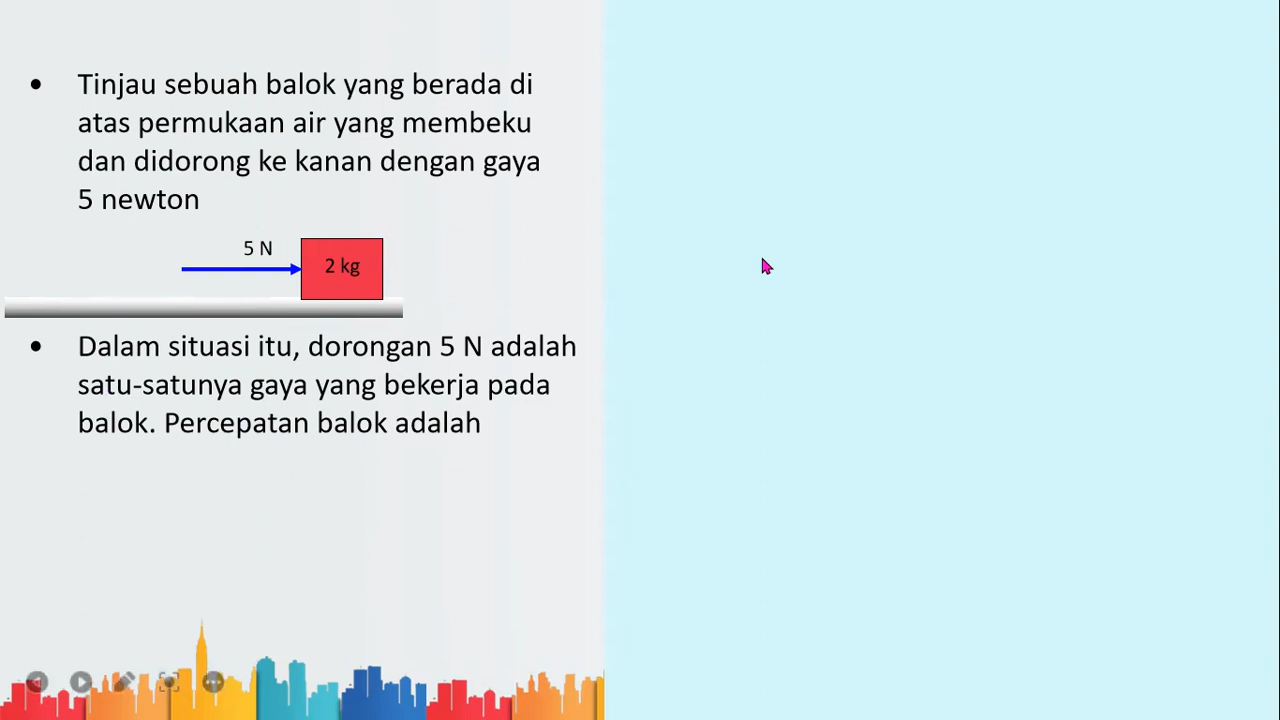 • Tinjau sebuah balok yang berada di
atas permukaan air yang membeku
dan didorong ke kanan dengan gaya
5 newton
5 N
2 kg
• Dalam situasi itu, dorongan 5 N adalah
satu-satunya gaya yang bekerja pada
balok. Percepatan balok adalah